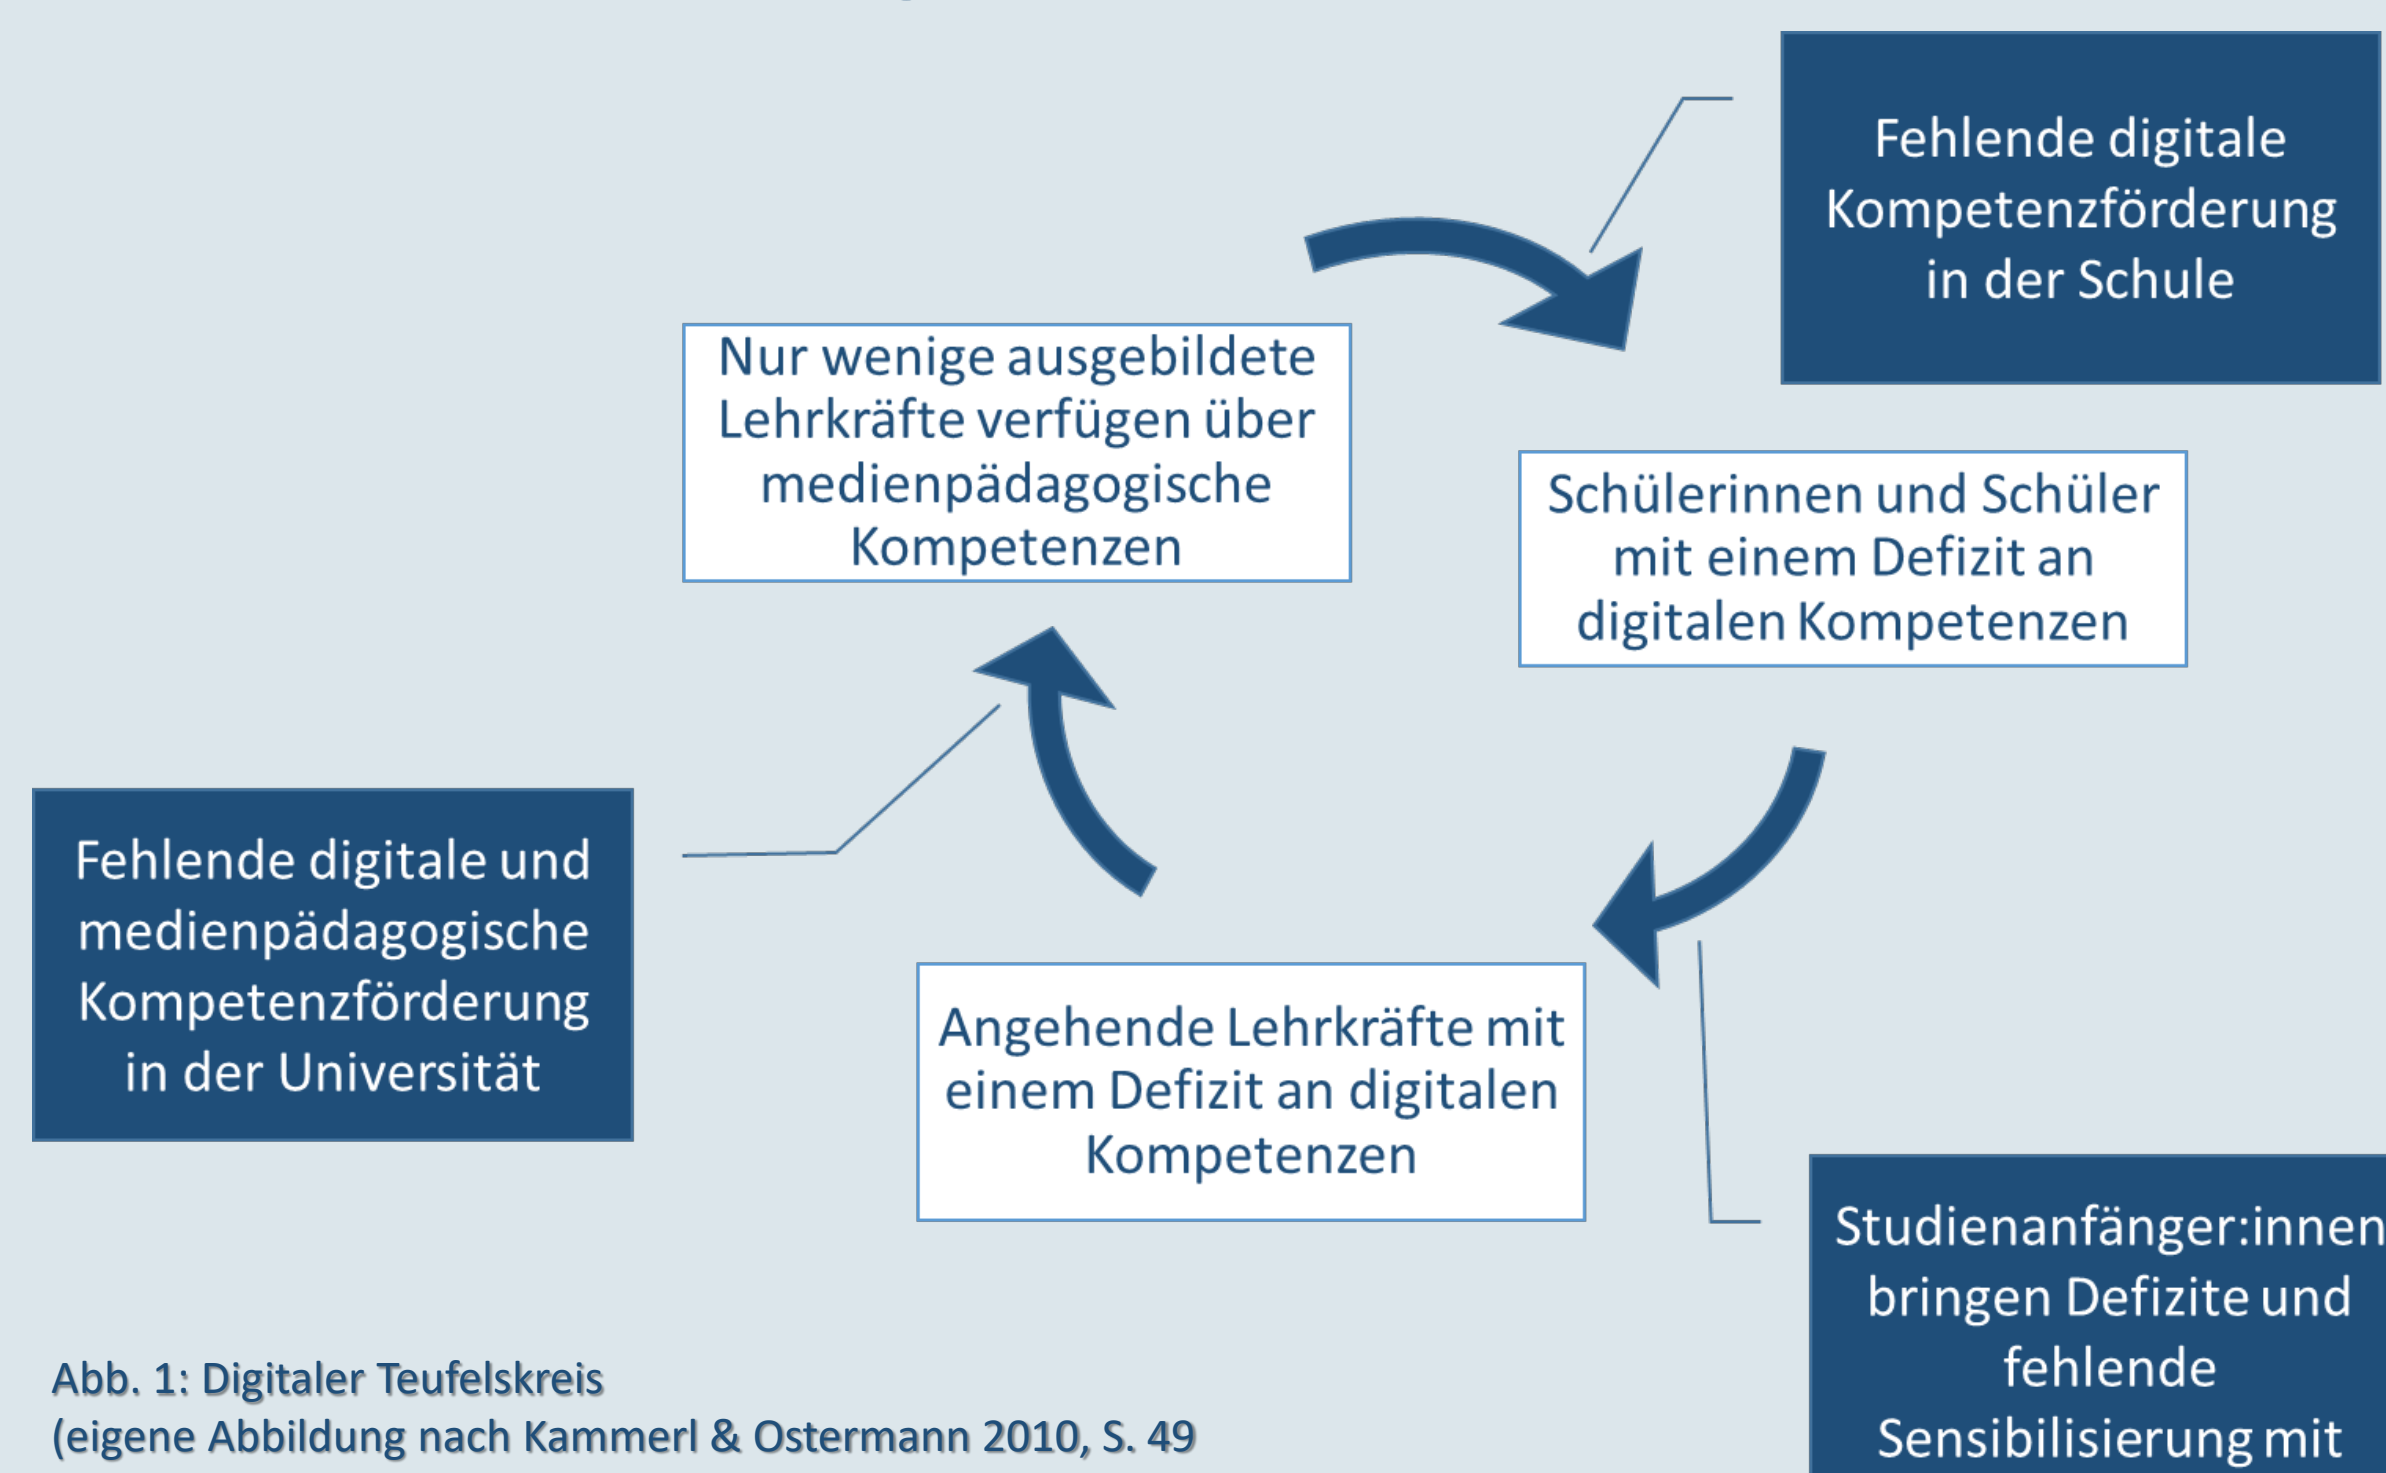 Fehlende digitale
Kompetenzförderung
in der Schule
Nur wenige ausgebildete
Lehrkräfte verfügen über
medienpädagogische
Kompetenzen
Schülerinnen und Schüler
mit einem Defizit an
digitalen Kompetenzen
Fehlende digitale und
medienpädagogische
Kompetenzförderung
in der Universität
Angehende Lehrkräfte mit
einem Defizit an digitalen
Kompetenzen
Studienanfänger:innen
bringen Defizite und
fehlende
Sensibilisierung mit
Abb. 1: Digitaler Teufelskreis
(eigene Abbildung nach Kammerl & Ostermann 2010, S. 49